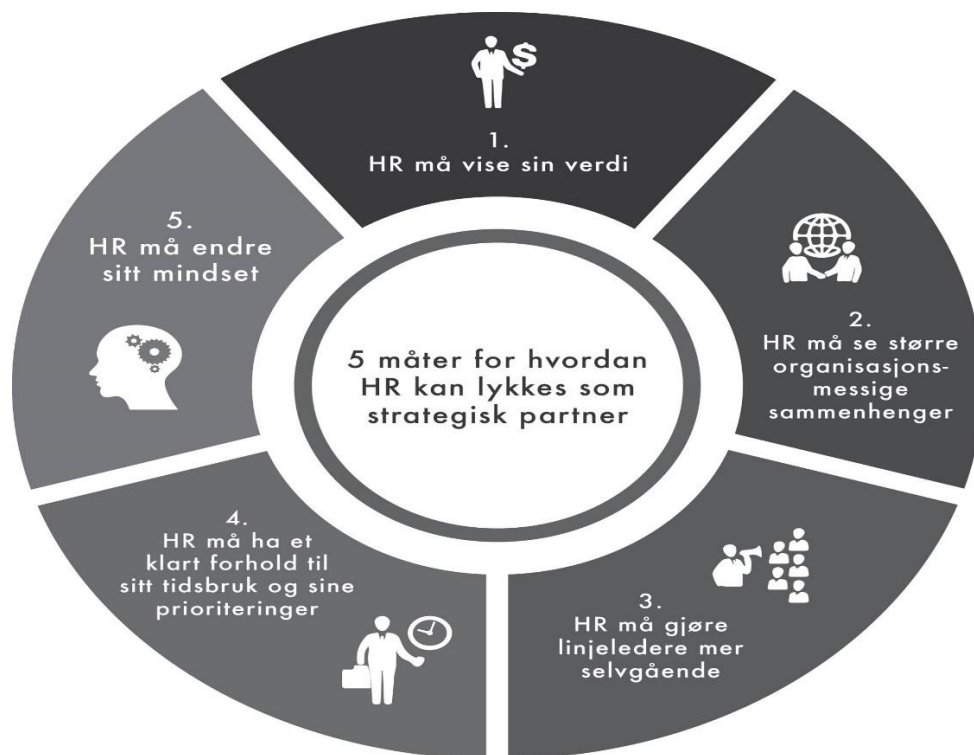 5 måter for hvordan
HR kan lykkes som
strategisk partner
1.
HR må vise sin verdi
2.
HR må se større
organisasjons-
messige
sammenhenger
3.
HR må gjøre
linjeledere mer
selvgående
4.
HR må ha et
klart forhold til
sitt tidsbruk og sine
prioriteringer
5.
HR må endre
sitt mindset